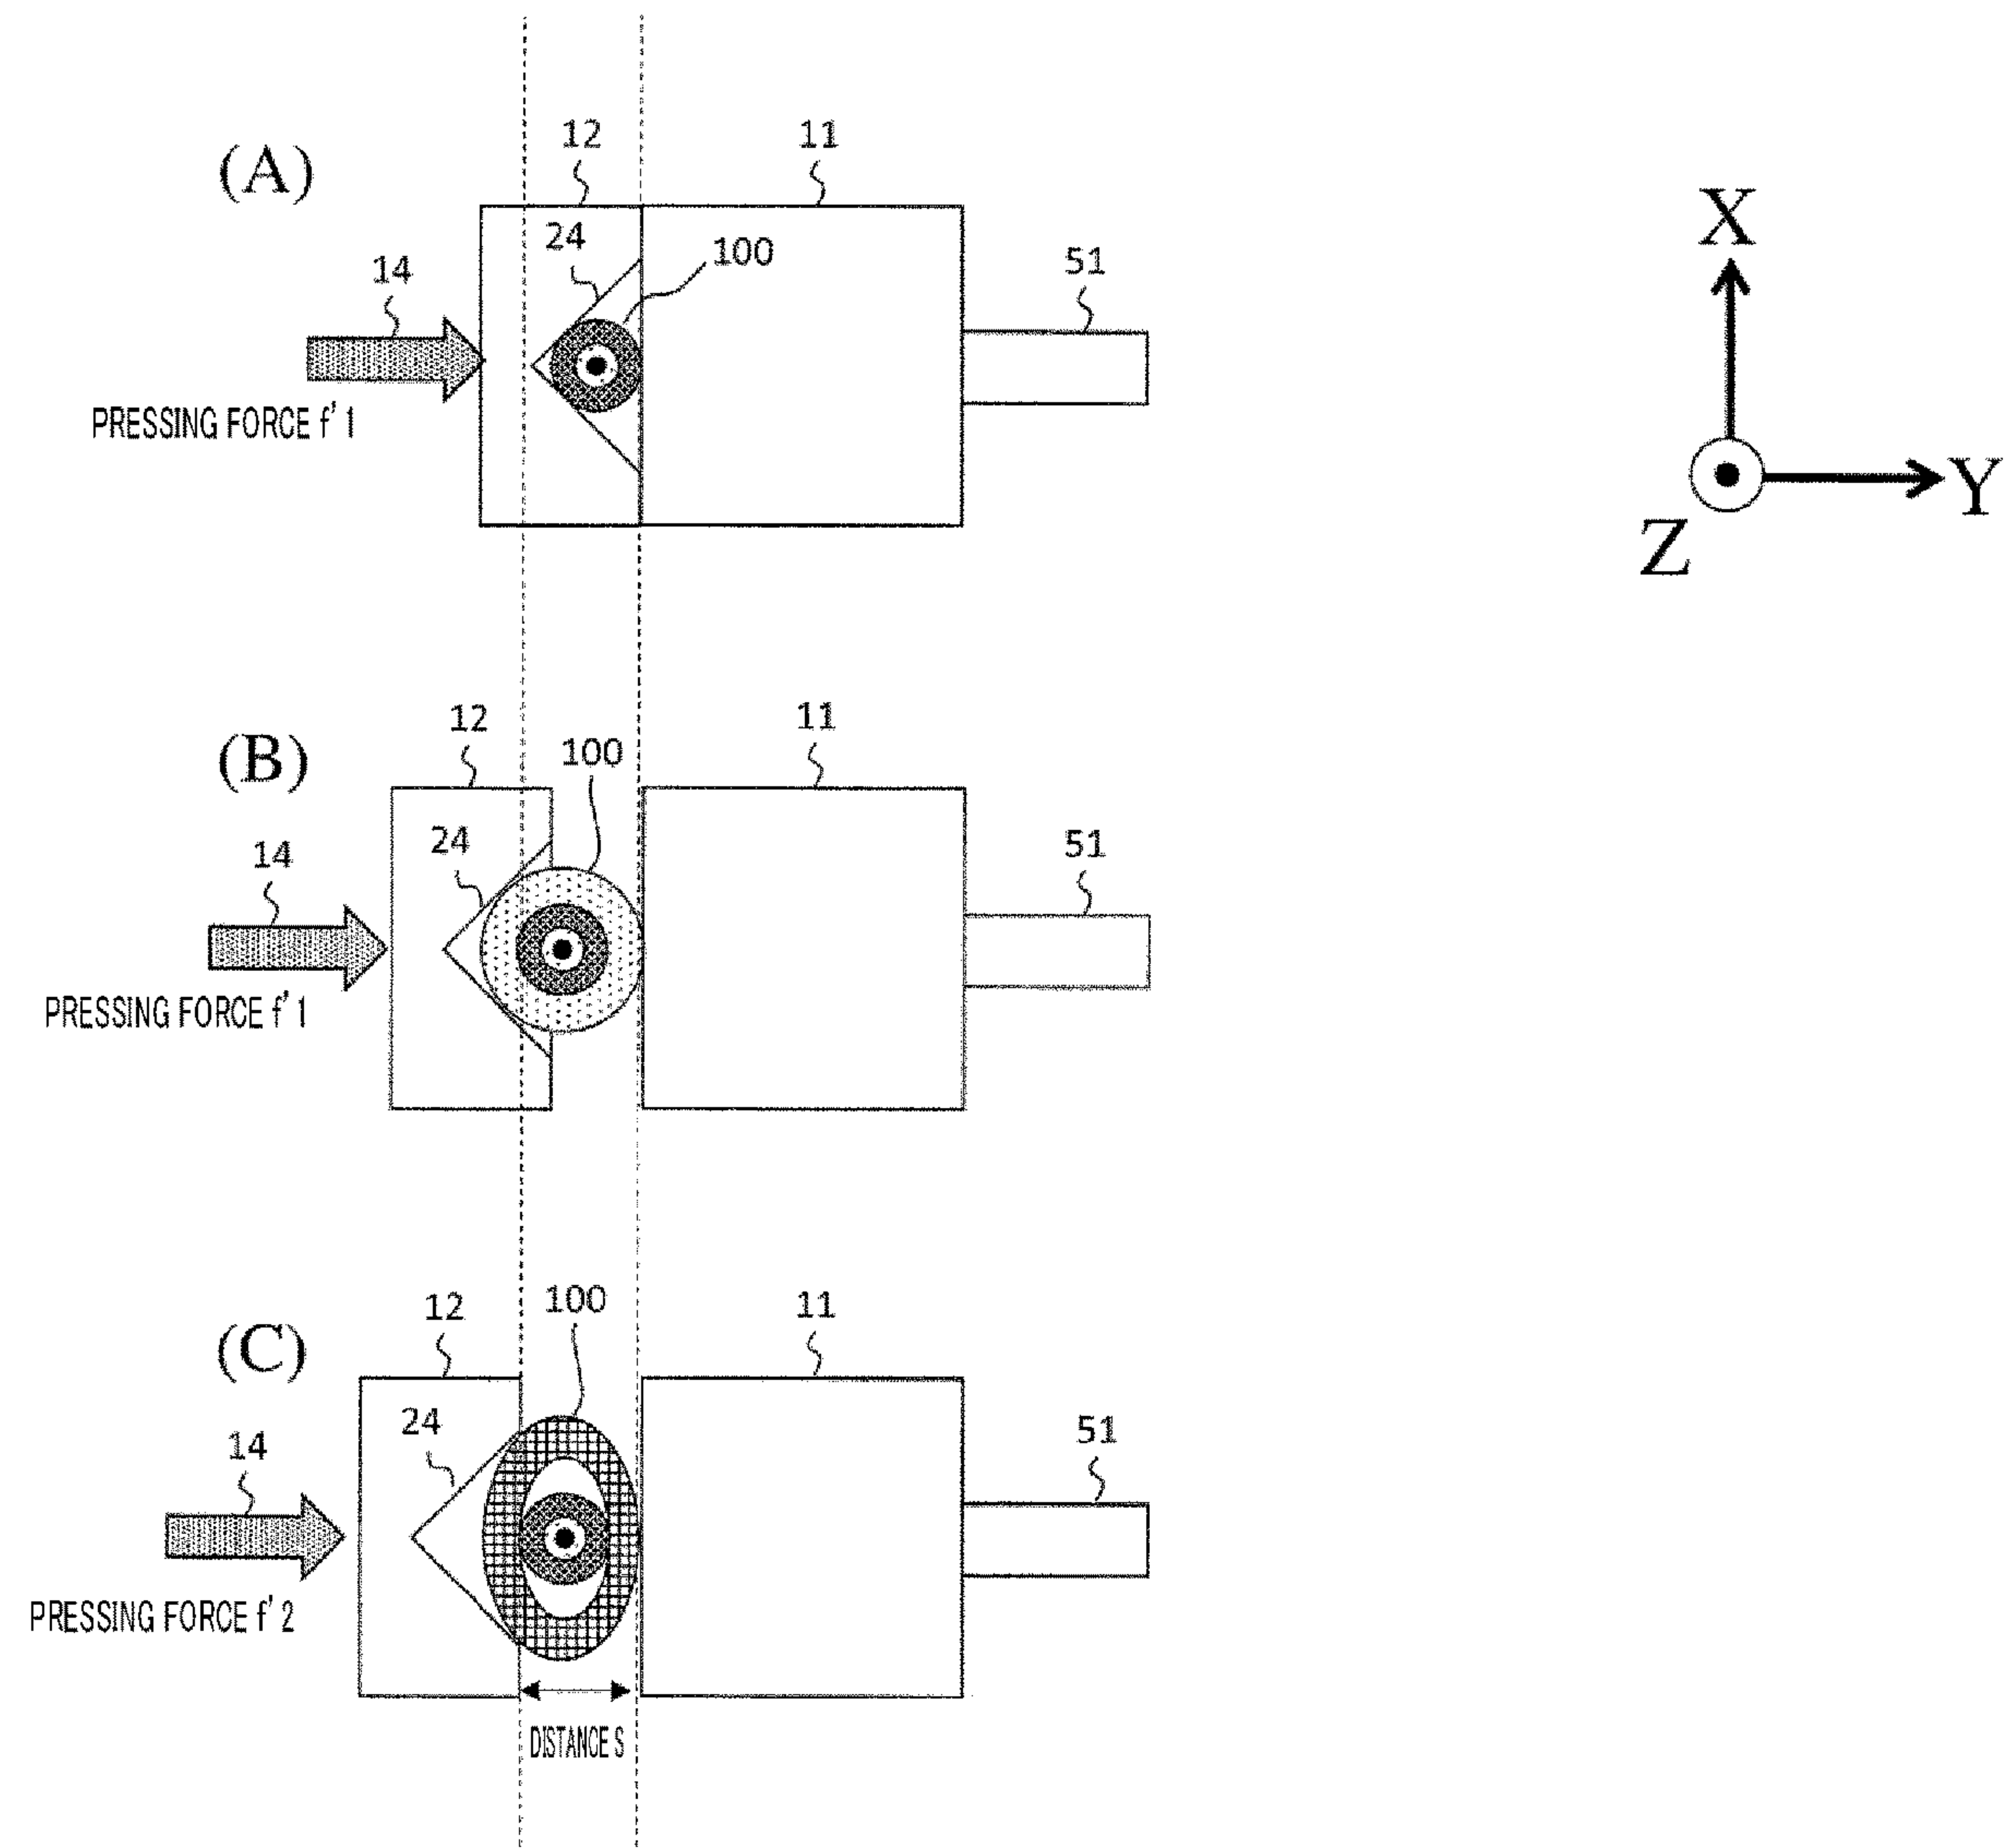 (A)
12
11
24
100
14
51
PRESSING FORCE f'1
X
Y
Z
(B)
12
100
11
24
14
51
PRESSING FORCE f'1
(C)
12
100
11
24
14
51
PRESSING FORCE f'2
DISTANCE S